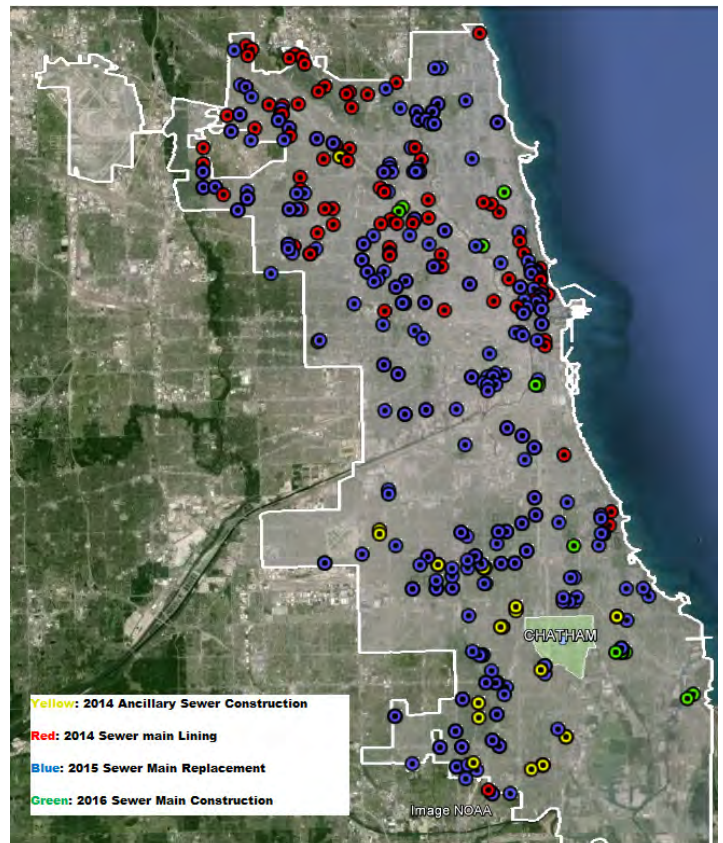 CHATHAM
Yellow: 2014 Ancillary Sewer Construction
Red: 2014 Sewer main Lining
Blue: 2015 Sewer Main Replacement
Green: 2016 Sewer Main Construction
Image NOAA